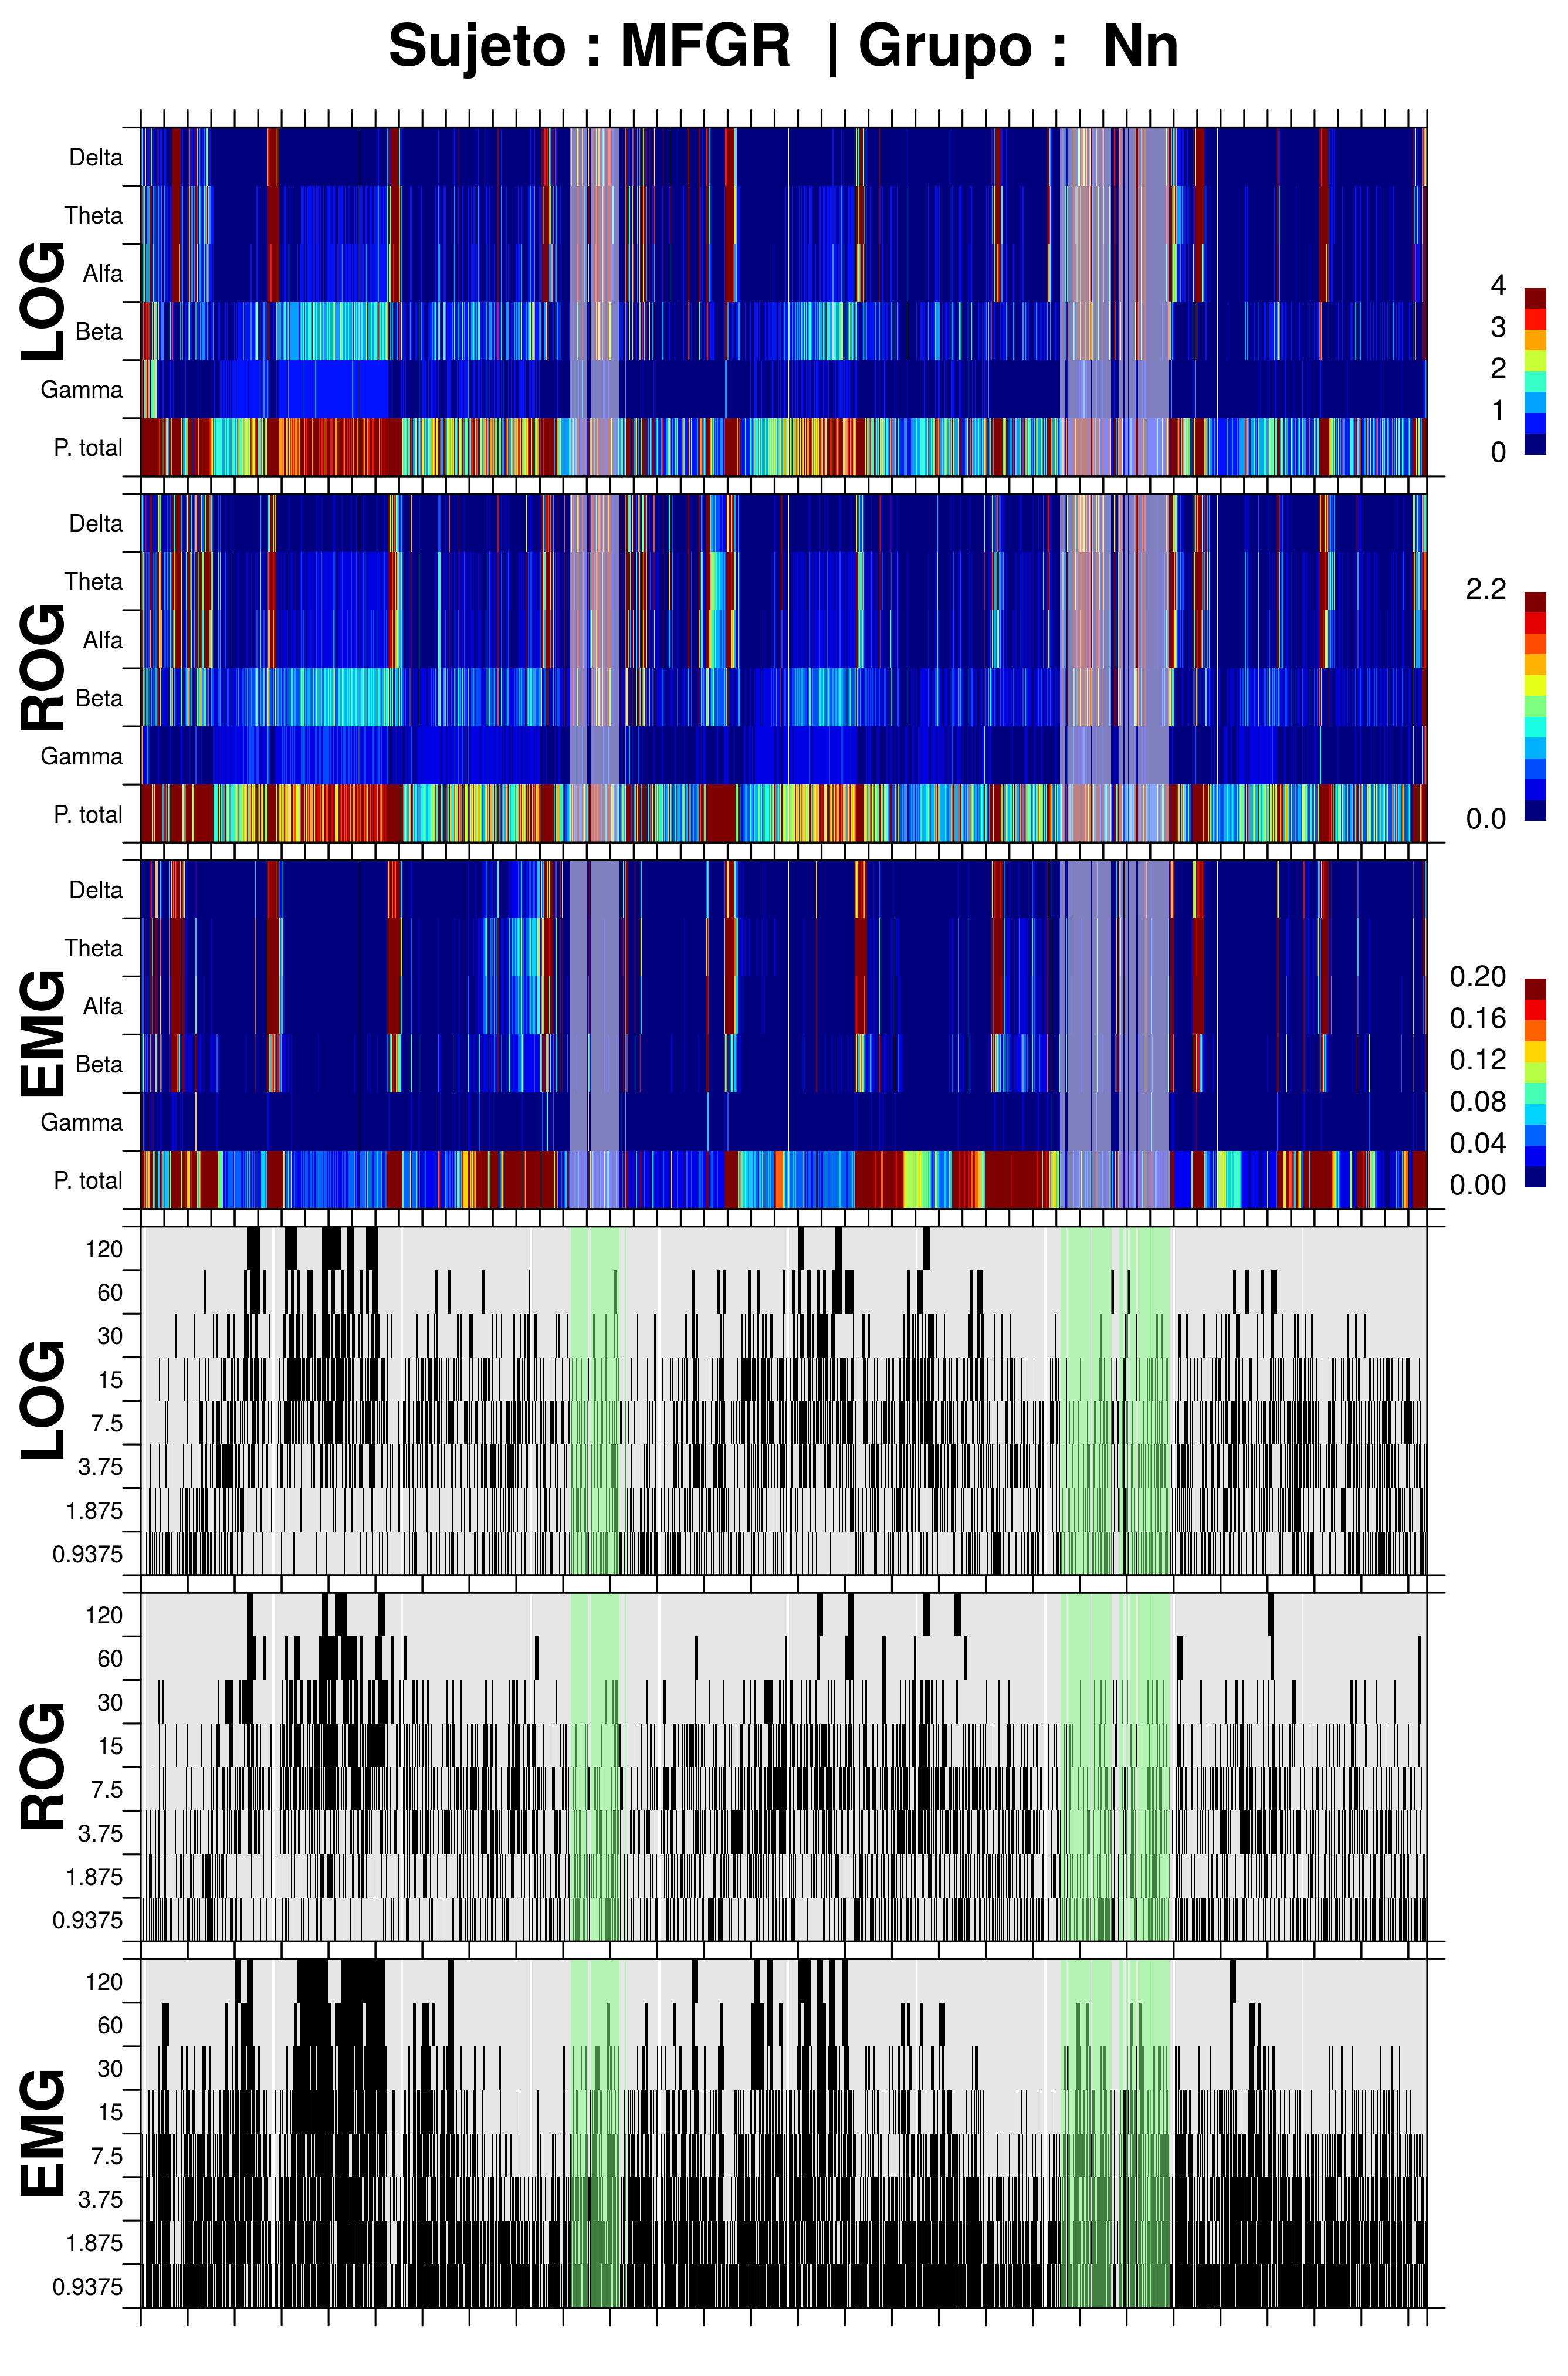 Sujeto : MFGR | Grupo : Nn
LOG
Delta
Theta
Alfa
Beta
Gamma
P. total
4
3
2
1
0
ROG
Delta
Theta
Alfa
Beta
Gamma
P. total
2.2
0.0
EMG
Delta
Theta
Alfa
Beta
Gamma
P. total
0.20
0.16
0.12
0.08
0.04
0.00
LOG
120
60
30
15
7.5
3.75
1.875
0.9375
ROG
120
60
30
15
7.5
3.75
1.875
0.9375
EMG
120
60
30
15
7.5
3.75
1.875
0.9375